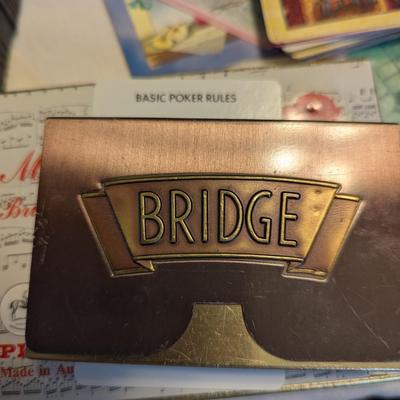 BASIC POKER RULES
BRIDGE
Made in Au